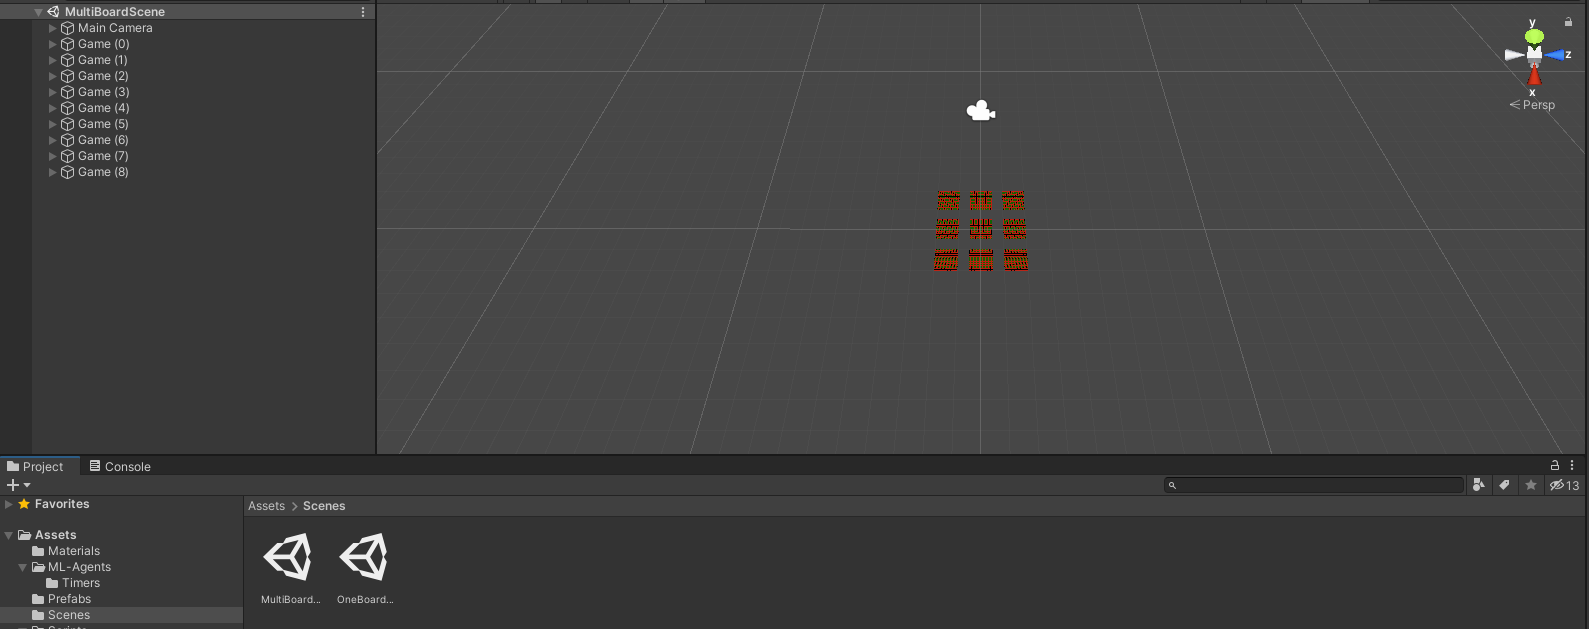 MultiBoardScene
Main Camera
Game (0)
Game (1)
Game (2)
Game (3)
Game (4)
Game (5)
Game (6)
Game (7)
Game (8)
y
z
x
Persp
Project
Console
13
Favorites
Assets
Materials
ML-Agents
Timers
Prefabs
Scenes
Assets > Scenes
MultiBoard...
OneBoard...